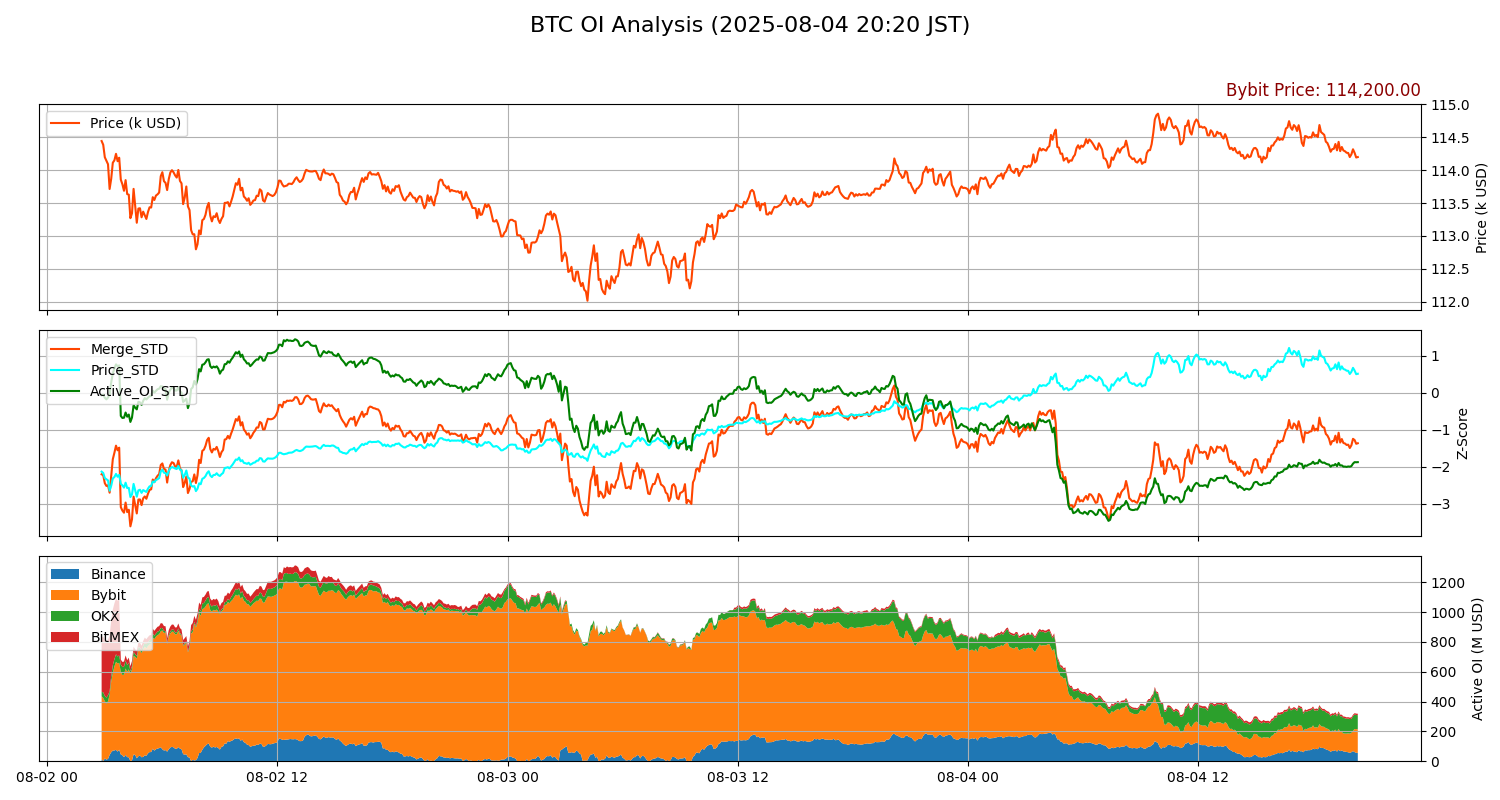 BTC OI Analysis (2025-08-04 20:20 JST)
Bybit Price: 114,200.00
Price (k USD)
115.0
114.5
114.0
113.5
113.0
112.5
112.0
Price (k USD)
Merge_STD
Price_STD
Active_OI_STD
1
0
−1
−2
−3
Z-Score
Binance
Bybit
OKX
BitMEX
1200
1000
800
600
400
200
0
Active OI (M USD)
08-02 00
08-02 12
08-03 00
08-03 12
08-04 00
08-04 12